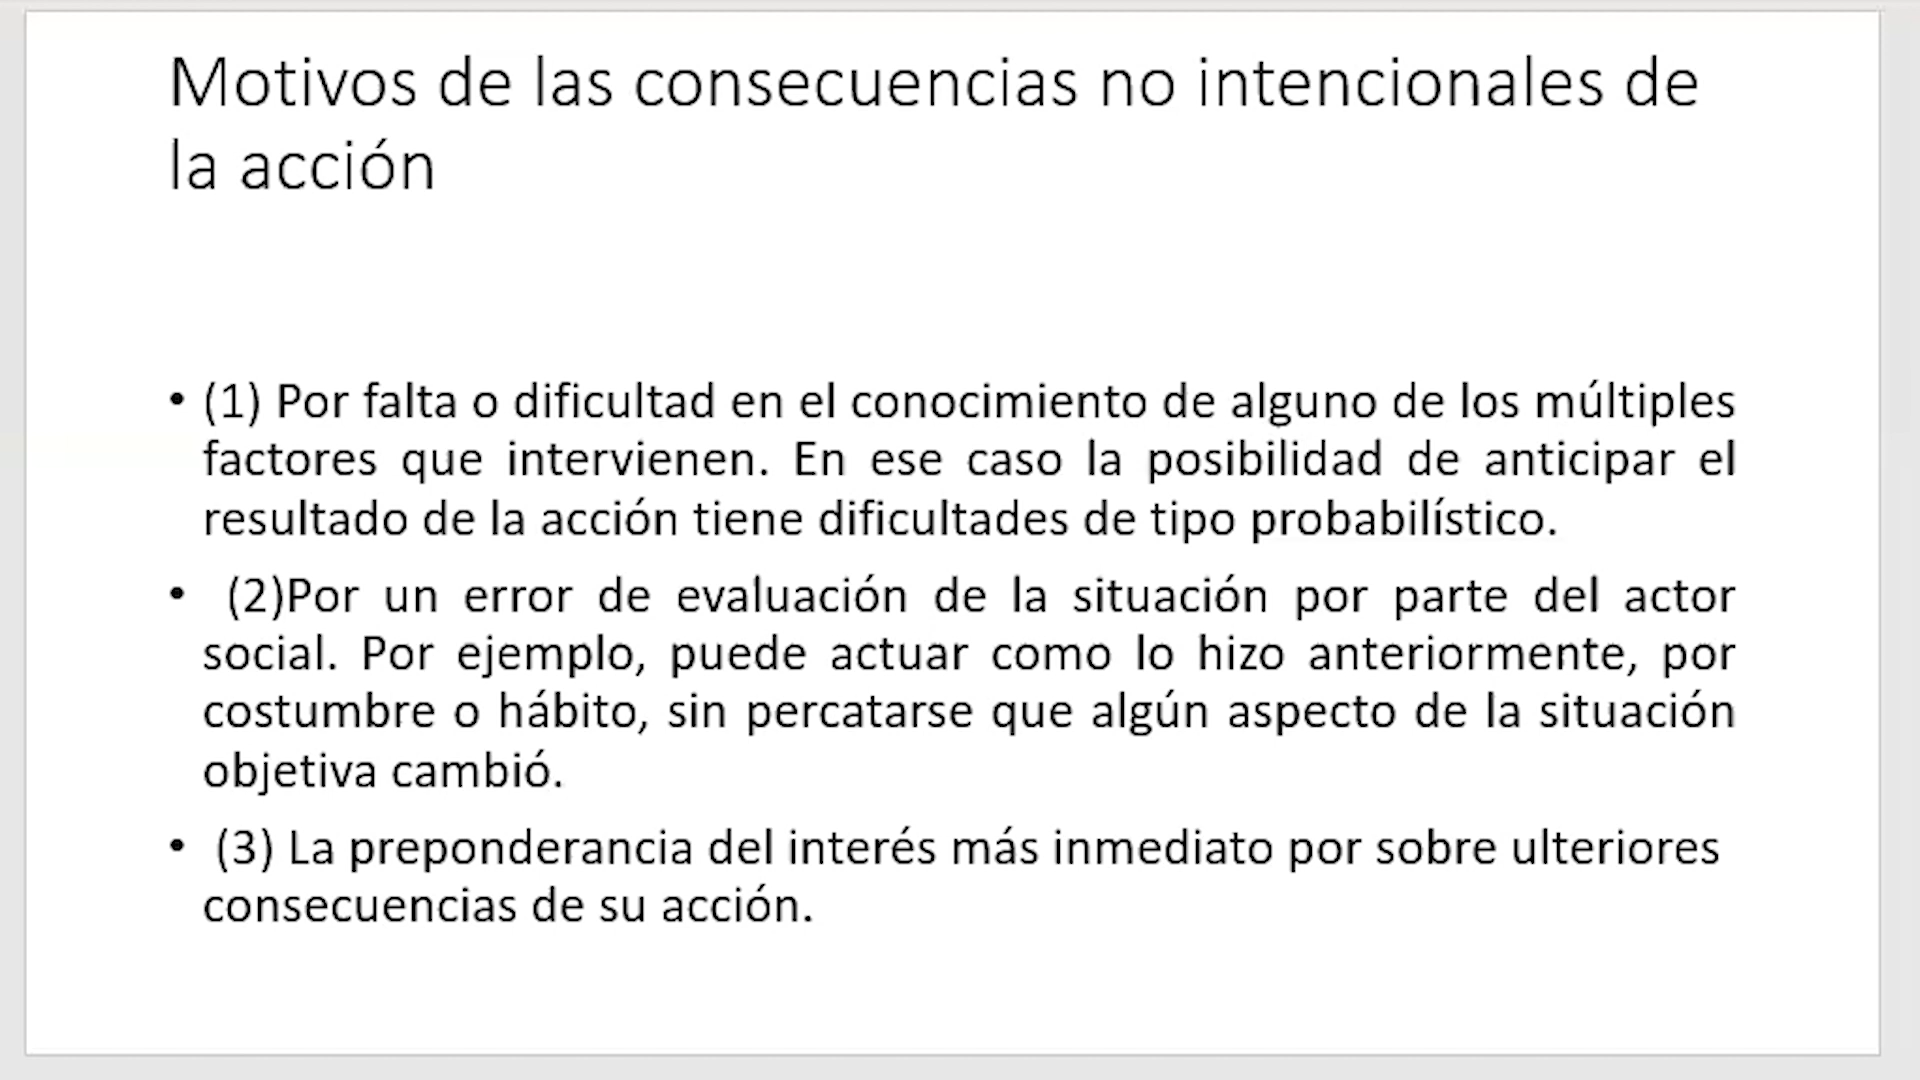 Motivos de las consecuencias no intencionales de
la acción
• (1) Por falta o dificultad en el conocimiento de alguno de los múltiples
factores que intervienen. En ese caso la posibilidad de anticipar el
resultado de la acción tiene dificultades de tipo probabilístico.
• (2)Por un error de evaluación de la situación por parte del actor
social. Por ejemplo, puede actuar como lo hizo anteriormente, por
costumbre o hábito, sin percatarse que algún aspecto de la situación
objetiva cambió.
• (3) La preponderancia del interés más inmediato por sobre ulteriores
consecuencias de su acción.